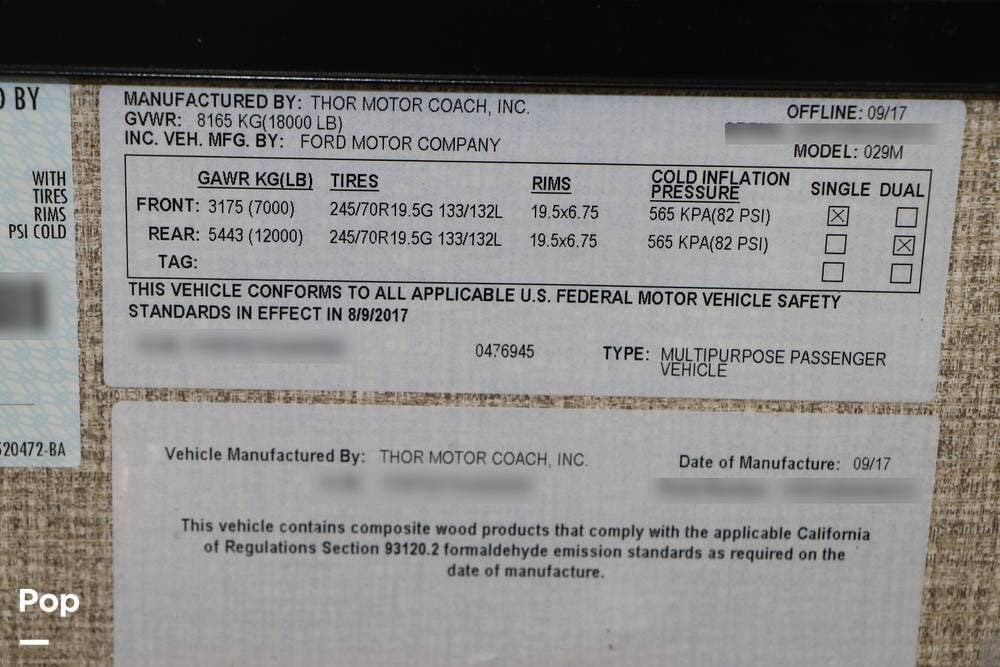 D BY
WITH
TIRES
RIMS
PSI COLD
520472-BA
MANUFACTURED BY: THOR MOTOR COACH, INC.
OFFLINE: 09/17
GVWR: 8165 KG(18000 LB)
INC. VEH. MFG. BY: FORD MOTOR COMPANY
MODEL: 029M
GAWR KG(LB) TIRES RIMS COLD INFLATION PRESSURE SINGLE DUAL
FRONT: 3175 (7000) 245/70R19.5G 133/132L 19.5x6.75 565 KPA(82 PSI) ☒ ☐
REAR: 5443 (12000) 245/70R19.5G 133/132L 19.5x6.75 565 KPA(82 PSI) ☐ ☒
TAG: ☐ ☐
THIS VEHICLE CONFORMS TO ALL APPLICABLE U.S. FEDERAL MOTOR VEHICLE SAFETY
STANDARDS IN EFFECT IN 8/9/2017
0476945 TYPE: MULTIPURPOSE PASSENGER
VEHICLE
Vehicle Manufactured By: THOR MOTOR COACH, INC.
Date of Manufacture: 09/17
This vehicle contains composite wood products that comply with the applicable California
of Regulations Section 93120.2 formaldehyde emission standards as required on the
date of manufacture.
Pop